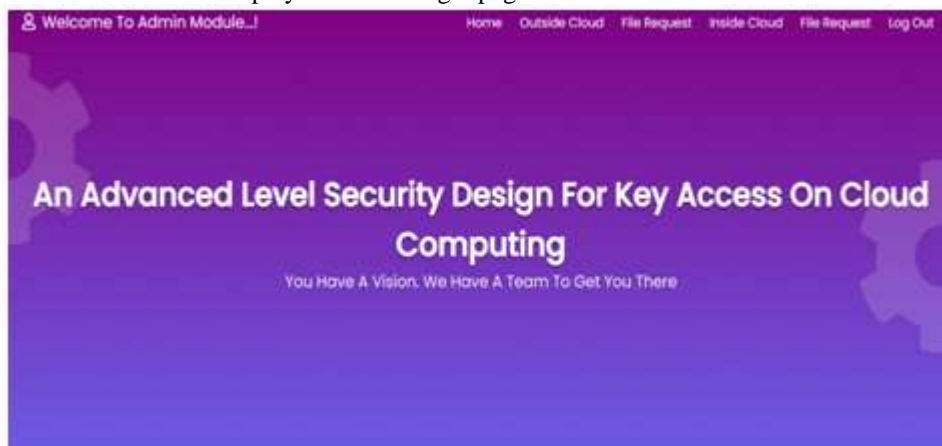 Welcome To Admin Module...! Home Outside Cloud File Request Inside Cloud File Request Log Out
An Advanced Level Security Design For Key Access On Cloud
Computing
You Have A Vision. We Have A Team To Get You There